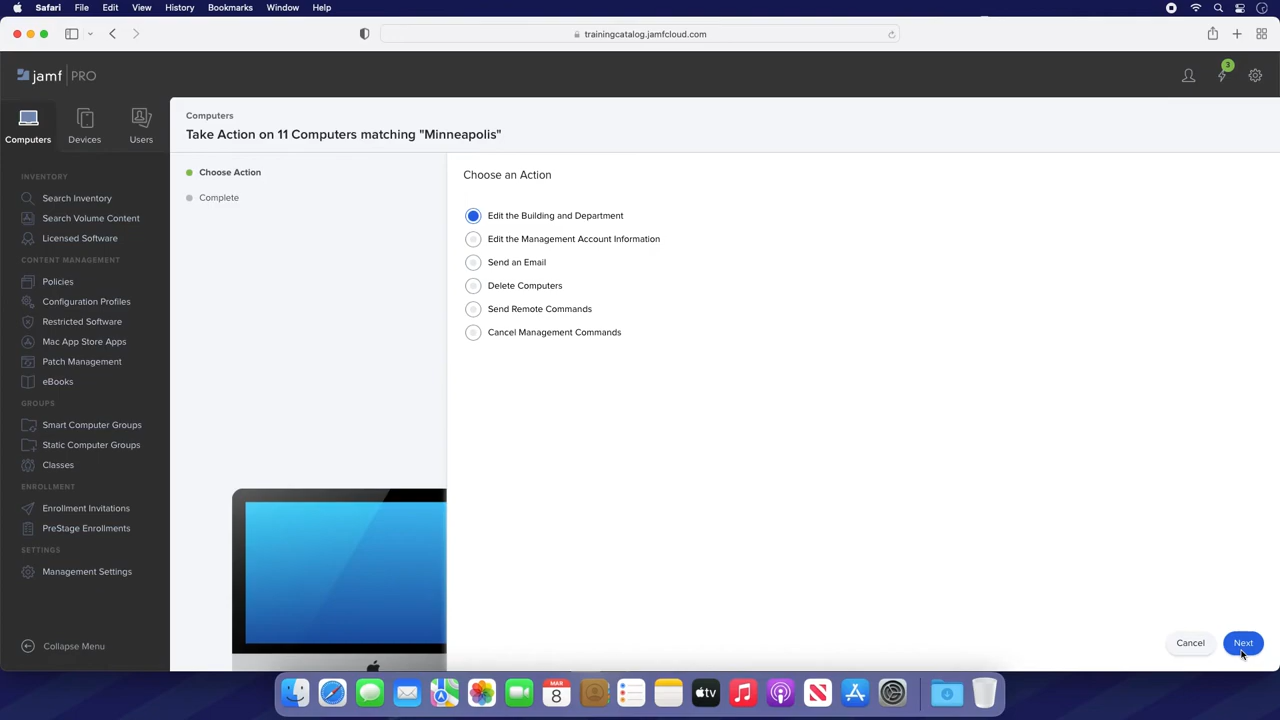 Safari File Edit View History Bookmarks Window Help
trainingcatalog.jamfcloud.com
jamf PRO
3
Computers Devices Users
Computers
Take Action on 11 Computers matching "Minneapolis"
Choose Action
Complete
Choose an Action
Edit the Building and Department
Edit the Management Account Information
Send an Email
Delete Computers
Send Remote Commands
Cancel Management Commands
INVENTORY
Search Inventory
Search Volume Content
Licensed Software
CONTENT MANAGEMENT
Policies
Configuration Profiles
Restricted Software
Mac App Store Apps
Patch Management
eBooks
GROUPS
Smart Computer Groups
Static Computer Groups
Classes
ENROLLMENT
Enrollment Invitations
PreStage Enrollments
SETTINGS
Management Settings
Collapse Menu
Cancel Next
MAR
8
tv